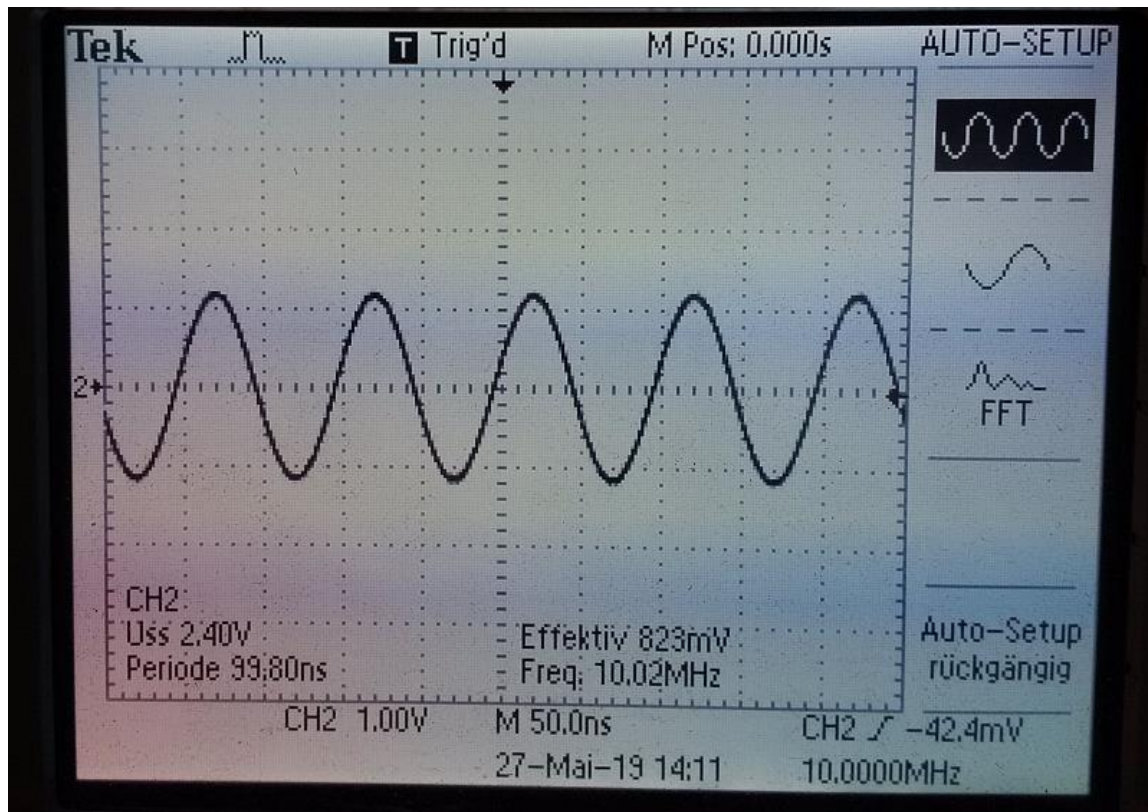 Tek T Trig'd M Pos: 0.000s AUTO-SETUP
2
FFT
CH2:
Uss 2.40V Effektiv 823mV Auto-Setup
Periode 99.80ns Freq. 10.02MHz rückgängig
CH2 1.00V M 50.0ns CH2 -42.4mV
27-Mai-19 14:11 10.0000MHz